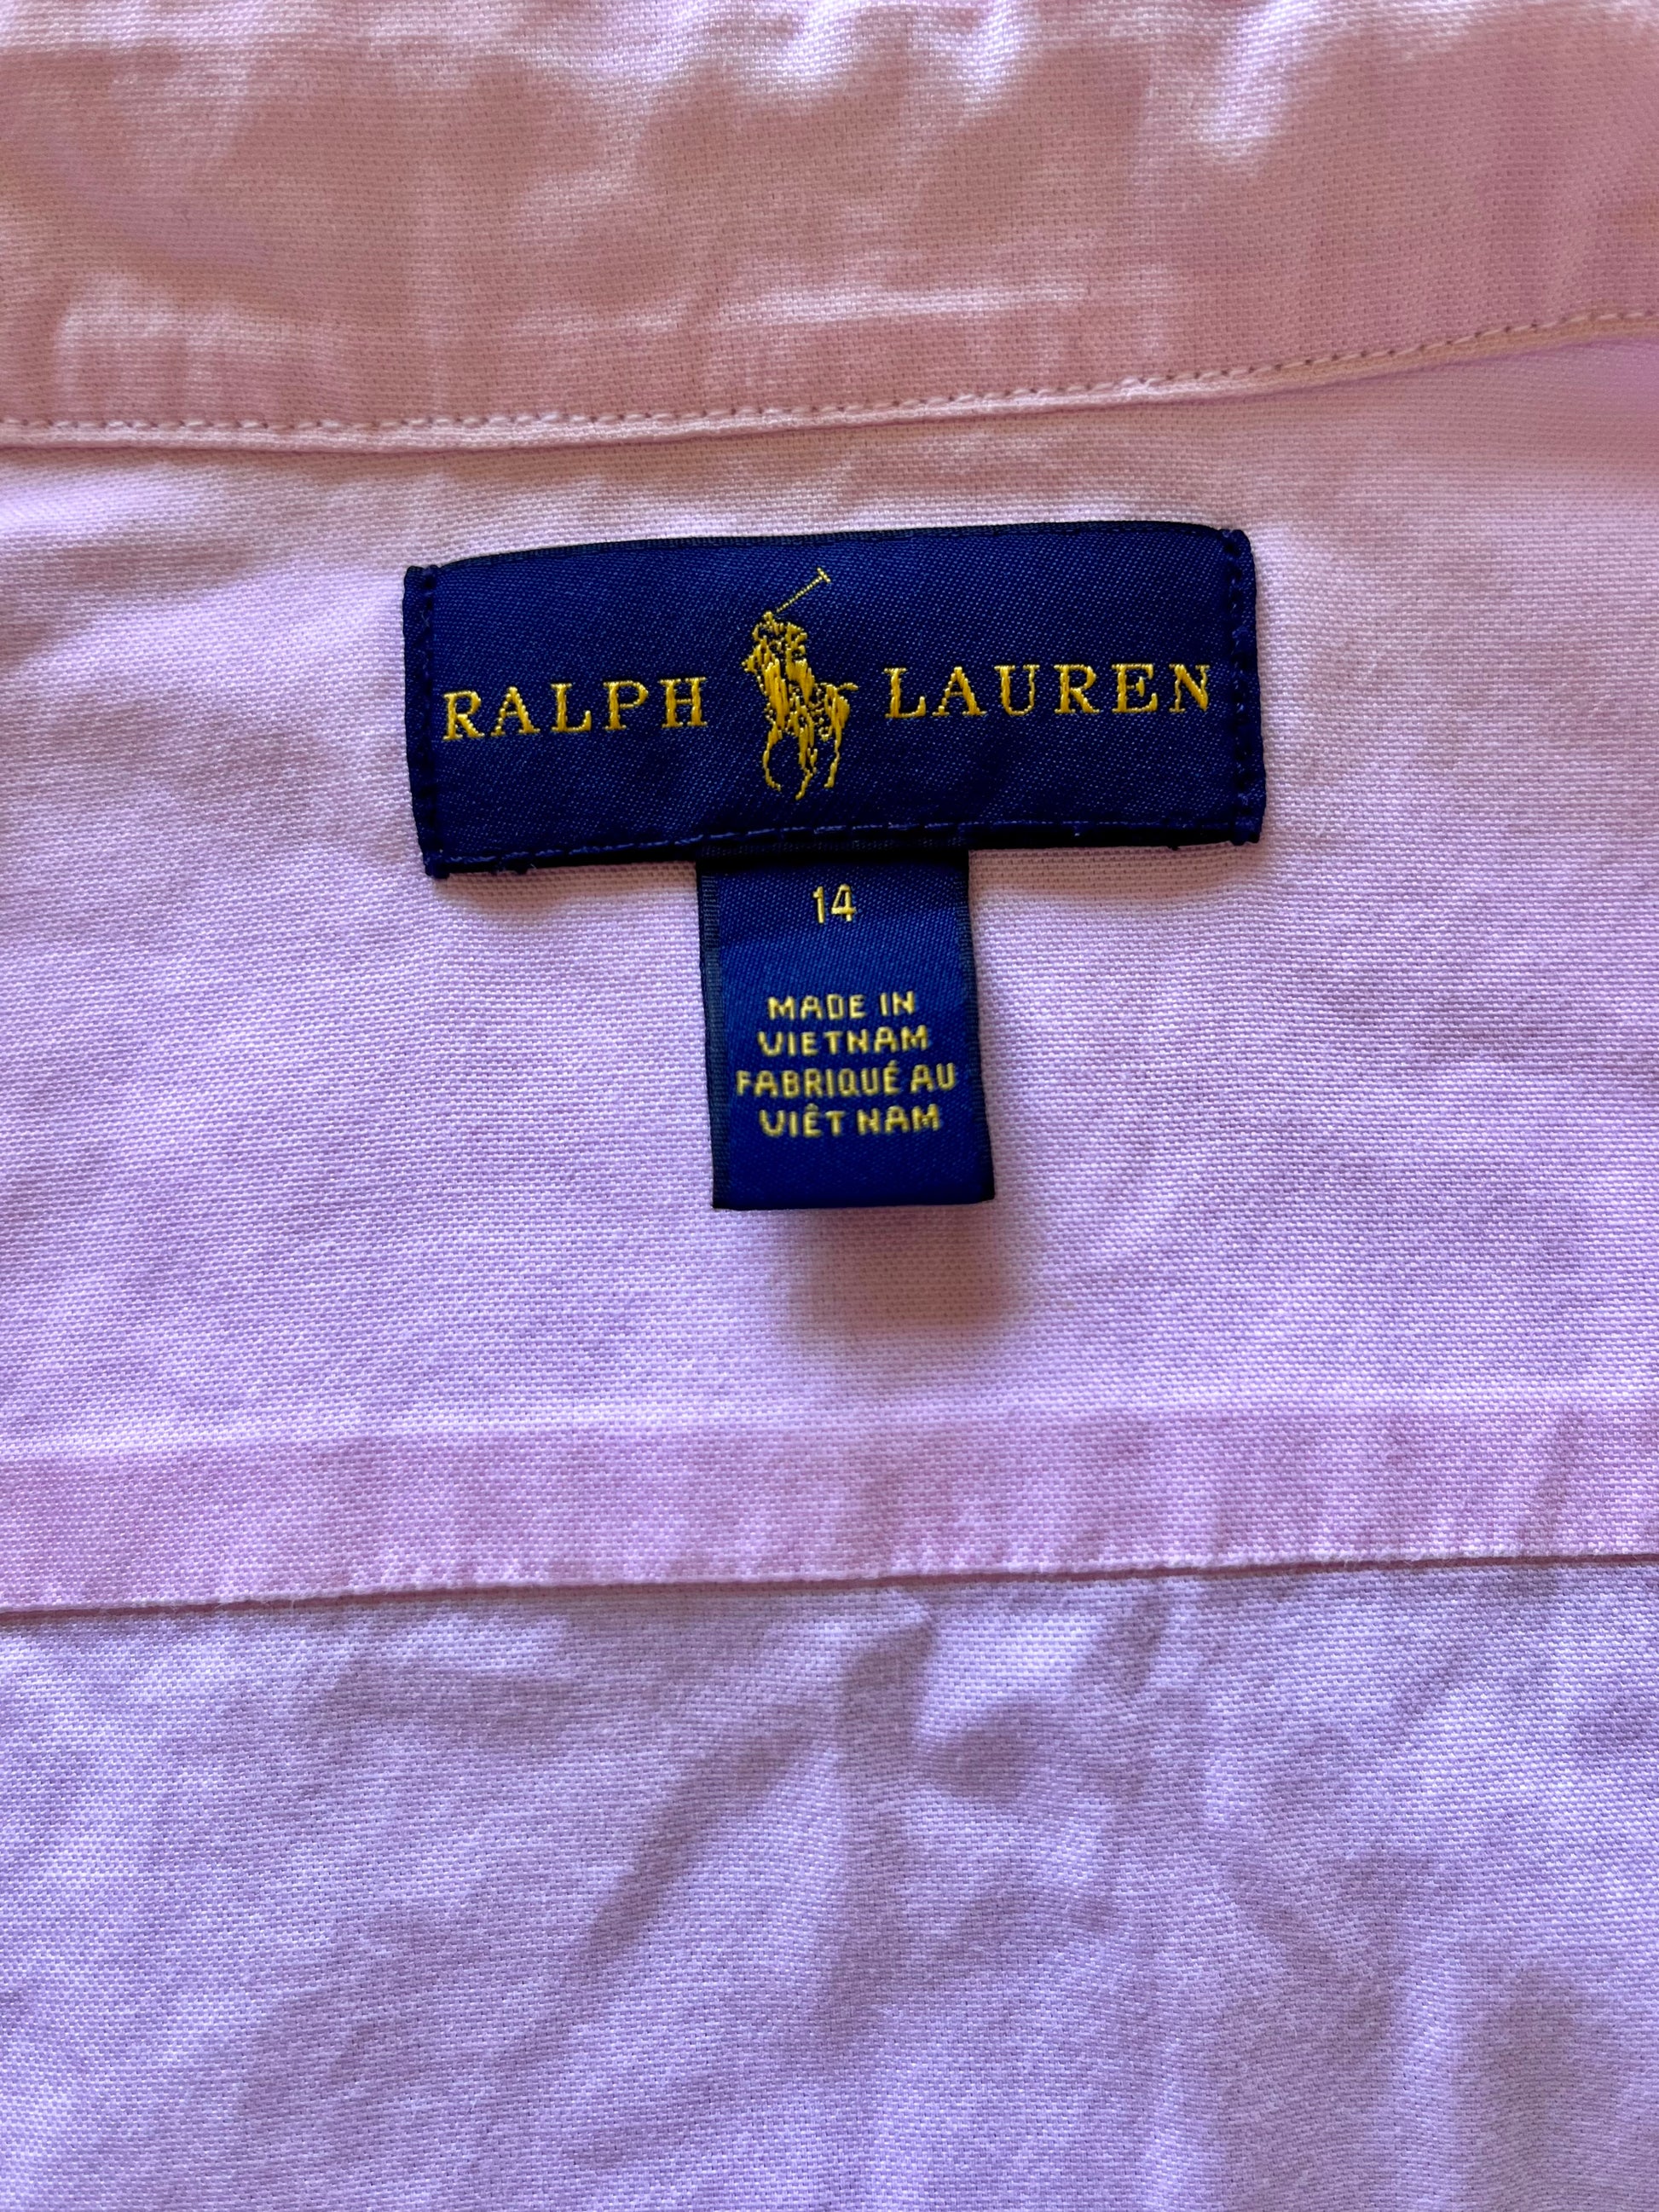 RALPH LAUREN
14
MADE IN
VIETNAM
FABRIQUÉ AU
VIÊT NAM